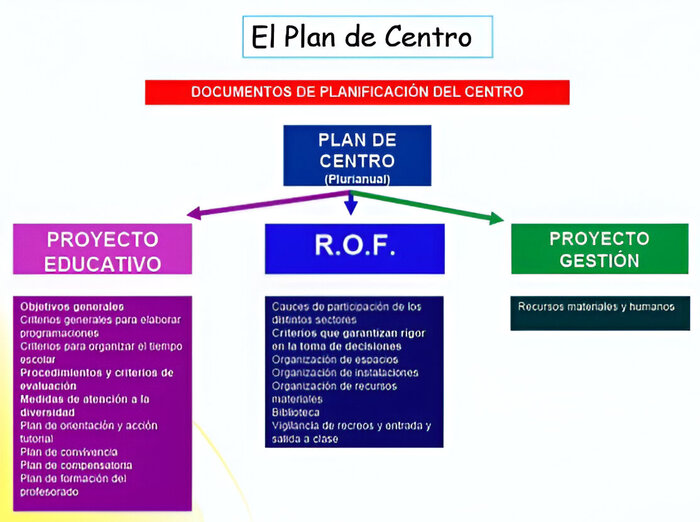 El Plan de Centro
DOCUMENTOS DE PLANIFICACIÓN DEL CENTRO
PLAN DE
CENTRO
(Plurianual)
PROYECTO
EDUCATIVO
R.O.F.
PROYECTO
GESTIÓN
Objetivos generales
Criterios generales para elaborar
programaciones
Criterios para organizar el tiempo
escolar
Procedimientos y criterios de
evaluación
Medidas de atención a la
diversidad
Plan de orientación y acción
tutorial
Plan de convivencia
Plan de compensatoria
Plan de formación del
profesorado
Cauces de participación de los
distintos sectores
Criterios que garantizan rigor
en la toma de decisiones
Organización de espacios
Organización de instalaciones
Organización de recursos
materiales
Biblioteca
Vigilancia de recreos y entrada y
salida a clase
Recursos materiales y humanos